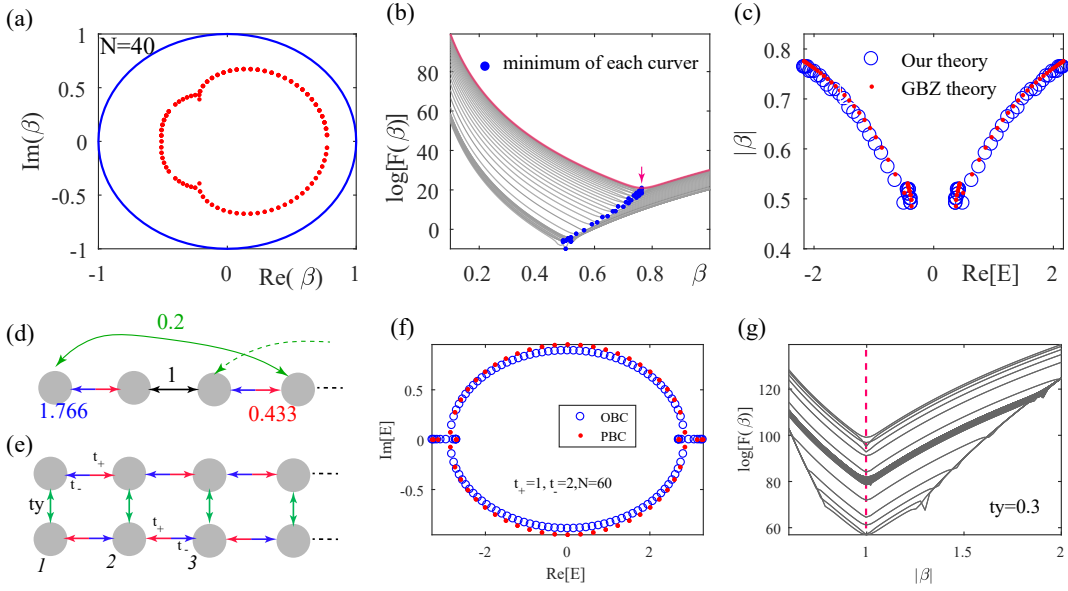 (a)
N=40
1
0.5
0
-0.5
-1
-1
0
1
Im(β)
Re( β)
(b)
minimum of each curver
80
60
40
20
0
0.2
0.4
0.6
0.8
log[F(β)]
β
(c)
Our theory
GBZ theory
0.8
0.7
0.6
0.5
0.4
-2
0
2
|β|
Re[E]
(d)
0.2
1
1.766
0.433
(e)
t+
t-
ty
t+
t-
1
2
3
(f)
0.5
0
-0.5
-2
0
2
Im[E]
OBC
PBC
t+=1, t-=2,N=60
Re[E]
(g)
120
100
80
60
1
1.5
2
log[F(β)]
ty=0.3
|β|